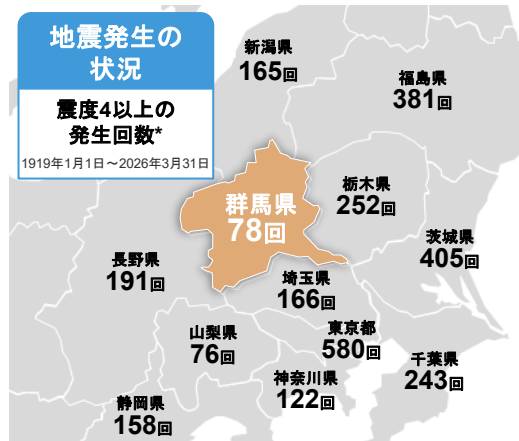 地震発生の
状況
震度4以上の
発生回数*
1919年1月1日～2026年3月31日
新潟県
165回
福島県
381回
群馬県
78回
栃木県
252回
茨城県
405回
長野県
191回
埼玉県
166回
山梨県
76回
東京都
580回
千葉県
243回
神奈川県
122回
静岡県
158回